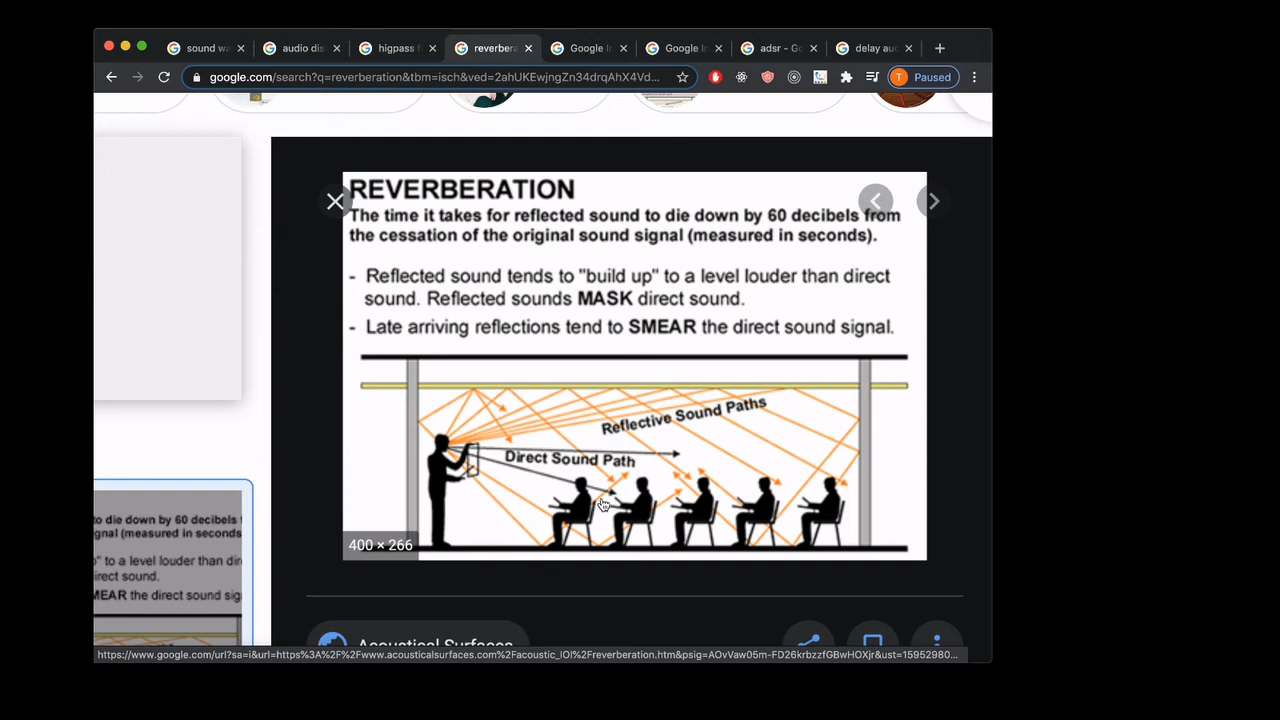 sound wa
audio dis
higpass f
reverbera
Google In
Google Im
adsr - Go
delay aud
google.com/search?q=reverberation&tbm=isch&ved=2ahUKEwjngZn34drqAhX4Vd...
T Paused
REVERBERATION
The time it takes for reflected sound to die down by 60 decibels from
the cessation of the original sound signal (measured in seconds).
- Reflected sound tends to "build up" to a level louder than direct
sound. Reflected sounds MASK direct sound.
- Late arriving reflections tend to SMEAR the direct sound signal.
Reflective Sound Paths
Direct Sound Path
400 × 266
ds to die down by 60 decibels f
gnal (measured in seconds
p" to a level louder than dir
irect sound.
MEAR the direct sound sig
Acoustical Surfaces
https://www.google.com/url?sa=i&url=https%3A%2F%2Fwww.acousticalsurfaces.com%2Facoustic_IOI%2Freverberation.htm&psig=AOvVaw05m-FD26krbzzfGBwHOXjr&ust=15952980...